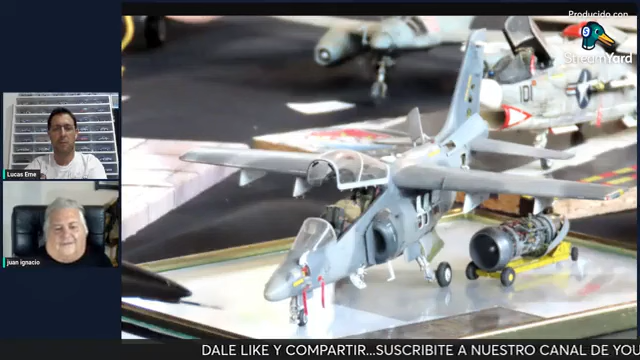 Producido con
StreamYard
101
Lucas Eme
juan ignacio
DALE LIKE Y COMPARTIR...SUSCRIBITE A NUESTRO CANAL DE YOU